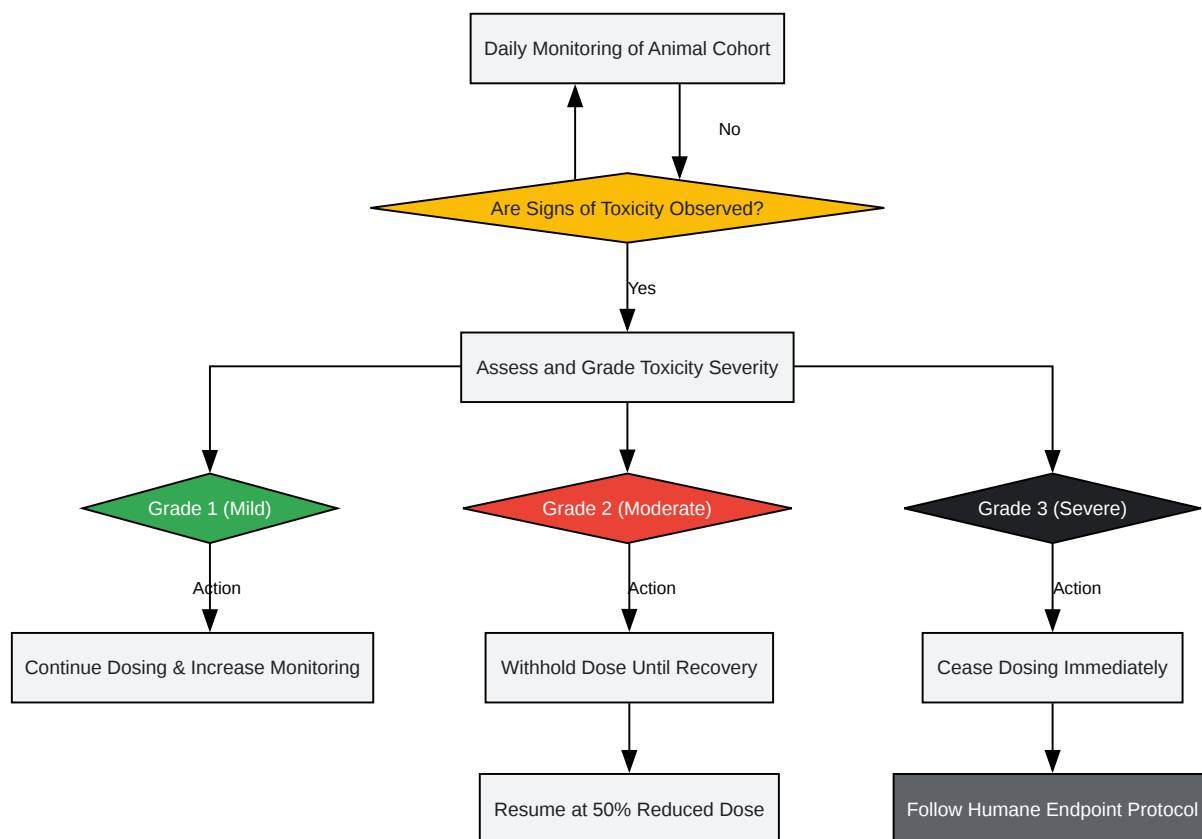 Daily Monitoring of Animal Cohort
No
Are Signs of Toxicity Observed?
Yes
Assess and Grade Toxicity Severity
Grade 1 (Mild)
Grade 2 (Moderate)
Grade 3 (Severe)
Action
Action
Action
Continue Dosing & Increase Monitoring
Withhold Dose Until Recovery
Cease Dosing Immediately
Resume at 50% Reduced Dose
Follow Humane Endpoint Protocol